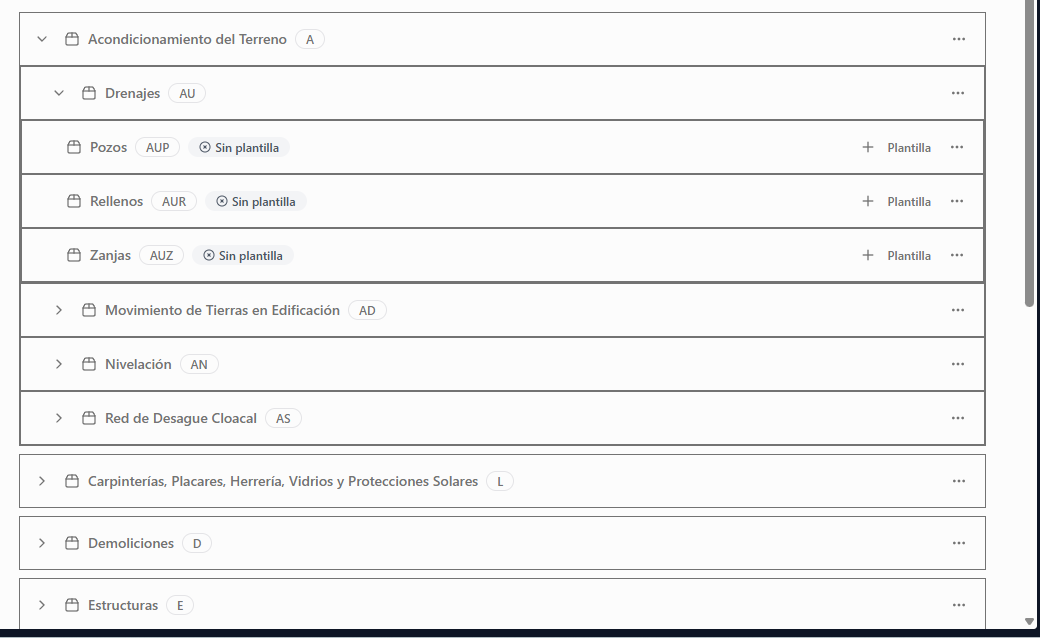 Acondicionamiento del Terreno A
Drenajes AU
Pozos AUP Sin plantilla + Plantilla
Rellenos AUR Sin plantilla + Plantilla
Zanjas AUZ Sin plantilla + Plantilla
Movimiento de Tierras en Edificación AD
Nivelación AN
Red de Desague Cloacal AS
Carpinterías, Placares, Herrería, Vidrios y Protecciones Solares L
Demoliciones D
Estructuras E